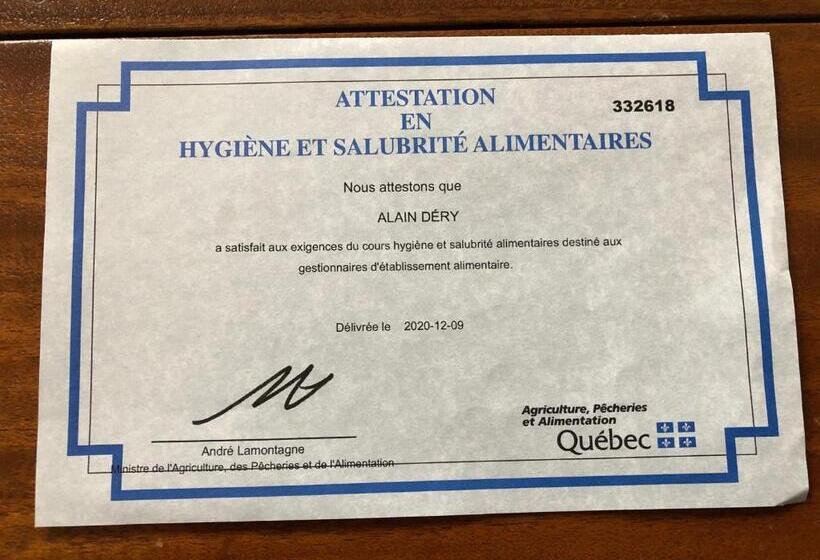 ATTESTATION
332618
EN
HYGIÈNE ET SALUBRITÉ ALIMENTAIRES
Nous attestons que
ALAIN DÉRY
a satisfait aux exigences du cours hygiène et salubrité alimentaires destiné aux
gestionnaires d'établissement alimentaire.
Délivrée le 2020-12-09
André Lamontagne
Ministre de l'Agriculture, des Pêcheries et de l'Alimentation
Agriculture, Pêcheries
et Alimentation
Québec